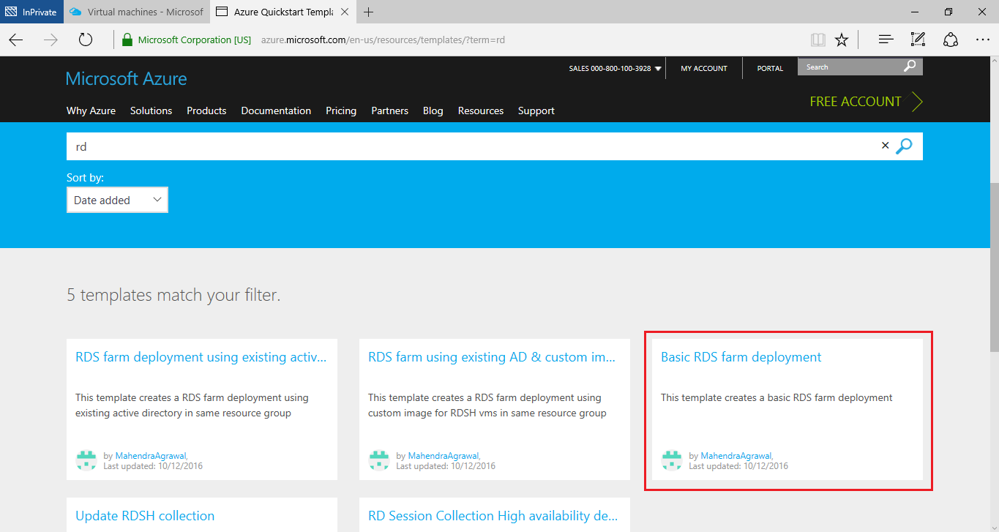 InPrivate
Virtual machines - Microsof
Azure Quickstart Templa
Microsoft Corporation [US]
azure.microsoft.com/en-us/resources/templates/?term=rd
Microsoft Azure
SALES 000-800-100-3928
MY ACCOUNT
PORTAL
Search
FREE ACCOUNT
Why Azure Solutions Products Documentation Pricing Partners Blog Resources Support
rd
Sort by:
Date added
5 templates match your filter.
RDS farm deployment using existing activ...
This template creates a RDS farm deployment using
existing active directory in same resource group
by MahendraAgrawal,
Last updated: 10/12/2016
RDS farm using existing AD & custom im...
This template creates a RDS farm deployment using
custom image for RDSH vms in same resource group
by MahendraAgrawal,
Last updated: 10/12/2016
Basic RDS farm deployment
This template creates a basic RDS farm deployment
by MahendraAgrawal,
Last updated: 10/12/2016
Update RDSH collection
RD Session Collection High availability de...